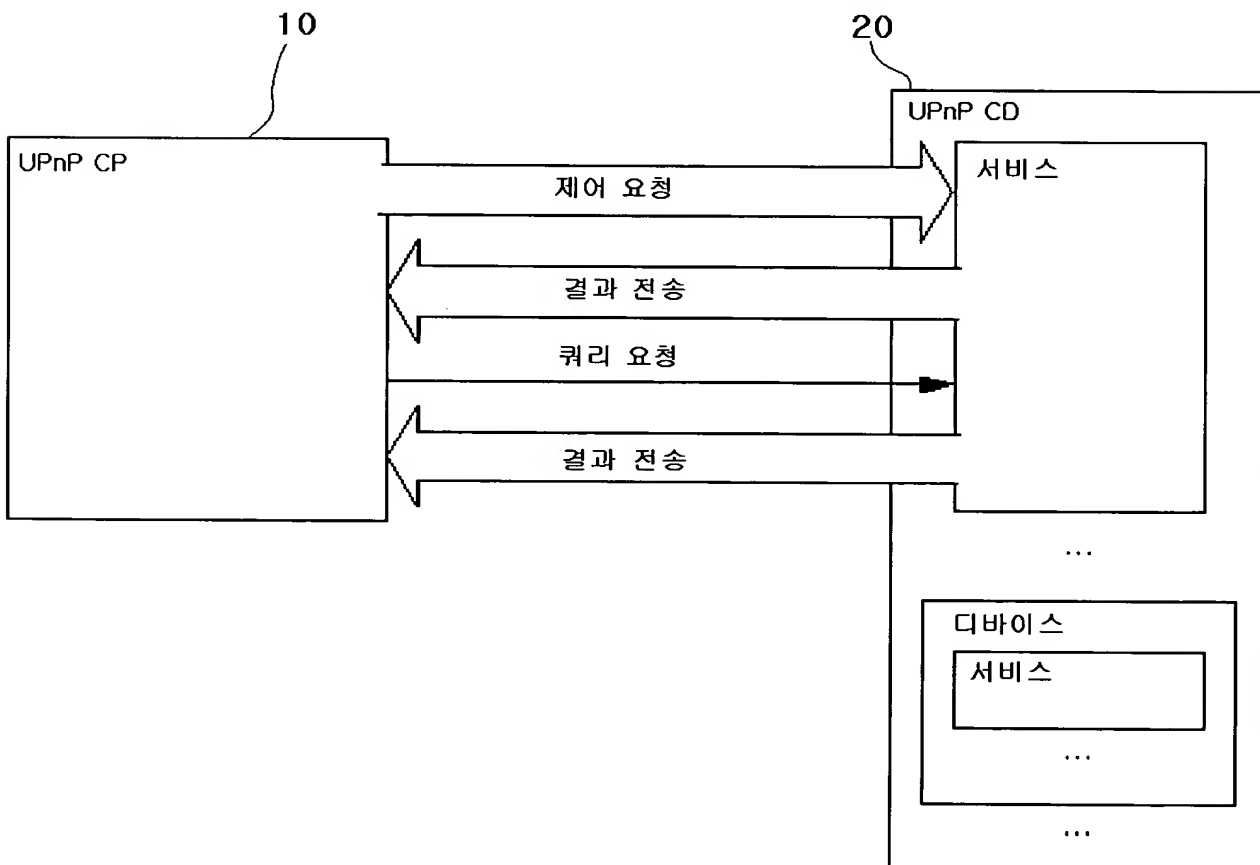 10
20
UPnP CP
UPnP CD
서비스
제어 요청
결과 전송
쿼리 요청
결과 전송
...
디바이스
서비스
...
...